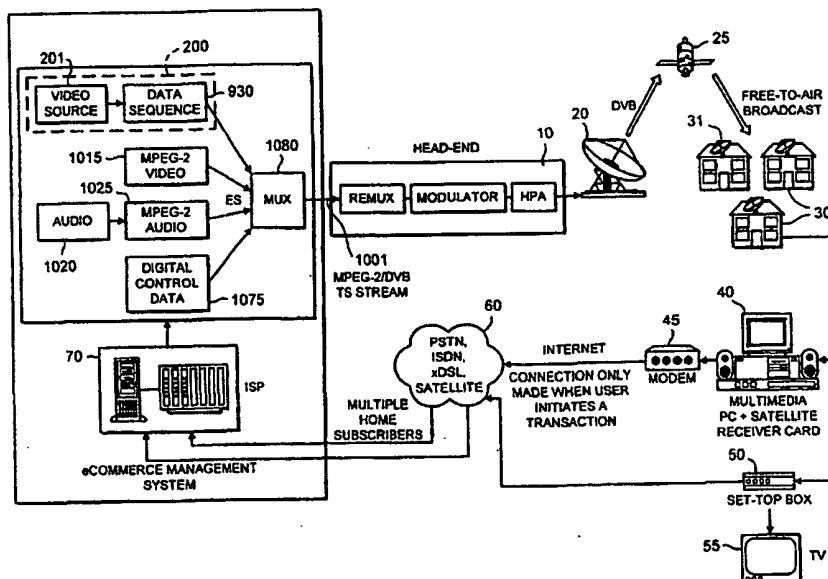 201
200
VIDEO
SOURCE
DATA
SEQUENCE
930
1015
MPEG-2
VIDEO
1025
MPEG-2
AUDIO
ES
AUDIO
1020
DIGITAL
CONTROL
DATA
1075
1080
MUX
70
ISP
eCOMMERCE MANAGEMENT
SYSTEM
HEAD-END
10
REMUX
MODULATOR
HPA
1001
MPEG-2/DVB
TS STREAM
20
DVB
25
FREE-TO-AIR
BROADCAST
31
30
60
PSTN,
ISDN,
xDSL,
SATELLITE
MULTIPLE
HOME
SUBSCRIBERS
INTERNET
CONNECTION ONLY
MADE WHEN USER
INITIATES A
TRANSACTION
45
MODEM
40
MULTIMEDIA
PC + SATELLITE
RECEIVER CARD
50
SET-TOP BOX
55
TV